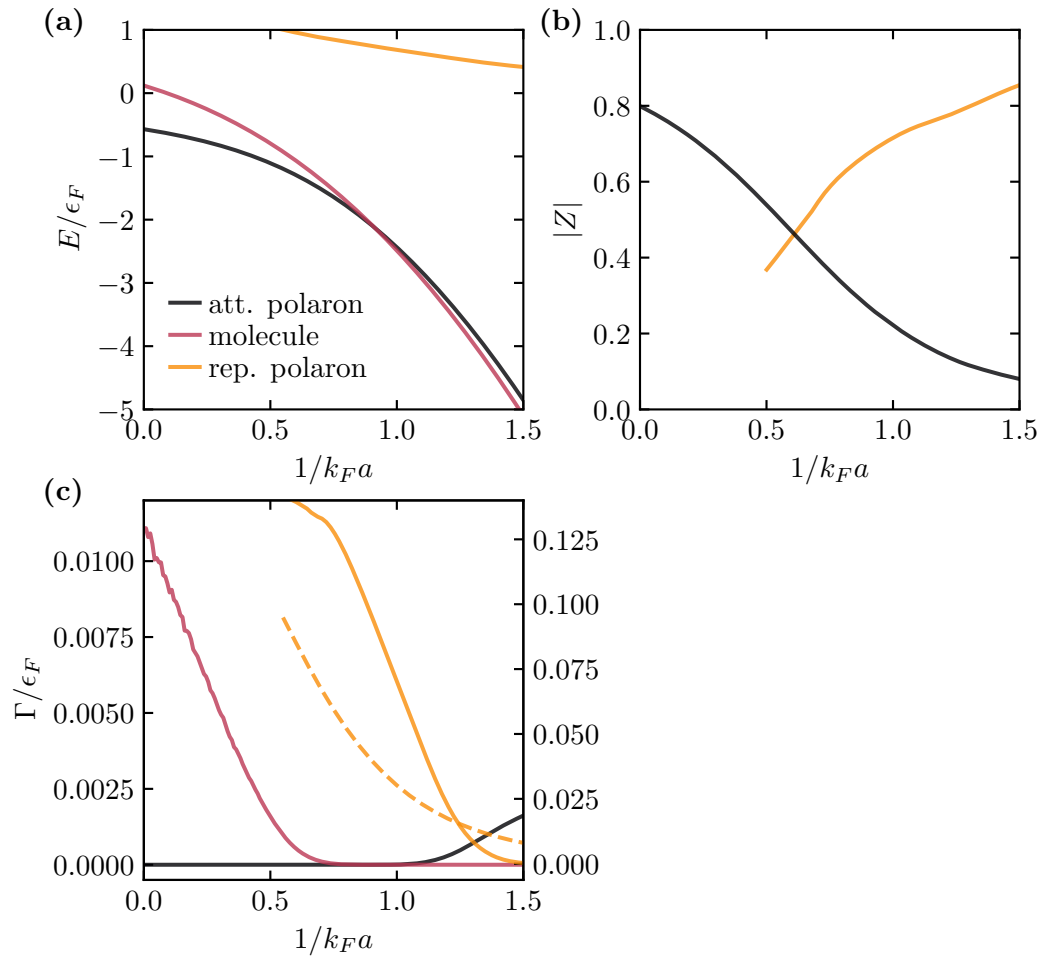 (a)
1
0
−1
−2
−3
−4
−5
E/ϵ_F
att. polaron
molecule
rep. polaron
0.0 0.5 1.0 1.5
1/k_F a
(b)
1.0
0.8
0.6
0.4
0.2
0.0
|Z|
0.0 0.5 1.0 1.5
1/k_F a
(c)
0.0100
0.0075
0.0050
0.0025
0.0000
Γ/ϵ_F
0.125
0.100
0.075
0.050
0.025
0.000
0.0 0.5 1.0 1.5
1/k_F a